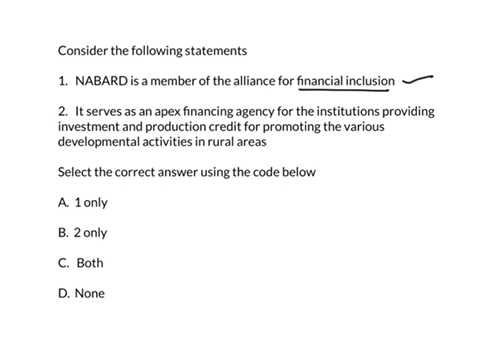 Consider the following statements
1. NABARD is a member of the alliance for financial inclusion
2. It serves as an apex financing agency for the institutions providing
investment and production credit for promoting the various
developmental activities in rural areas
Select the correct answer using the code below
A. 1 only
B. 2 only
C. Both
D. None